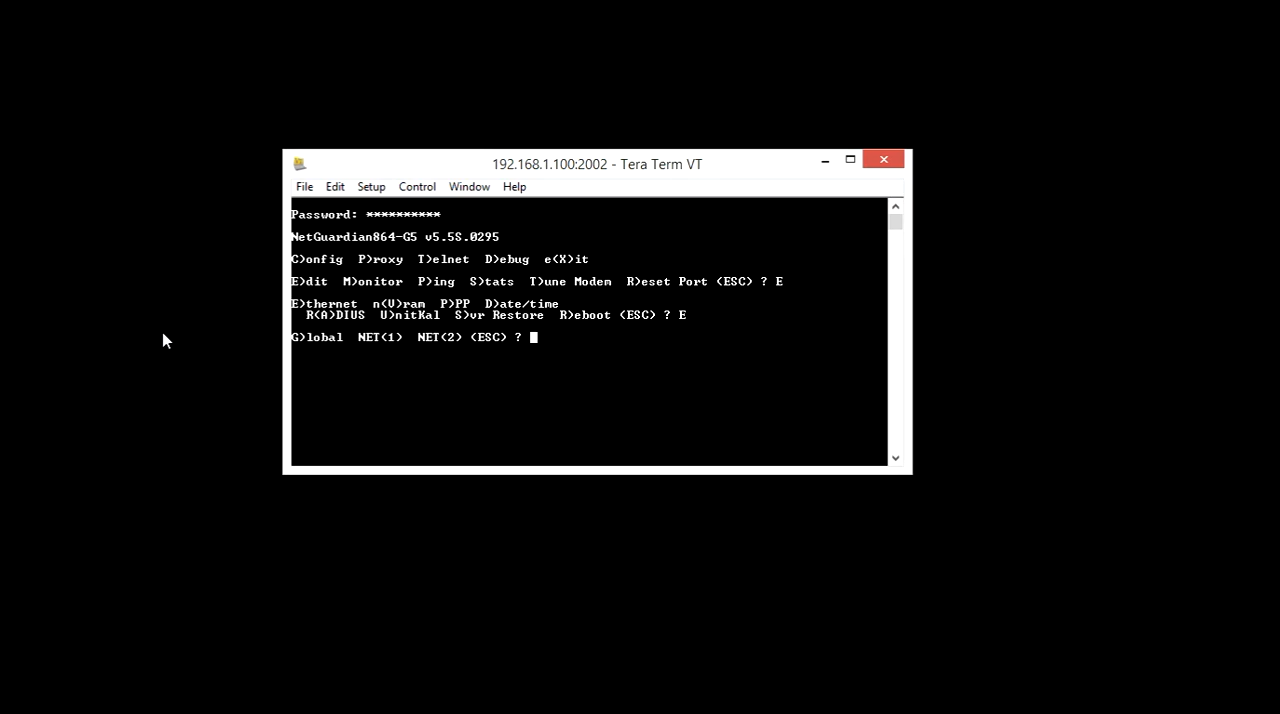 192.168.1.100:2002 - Tera Term VT
File Edit Setup Control Window Help
Password: **********
NetGuardian864-G5 v5.5S.0295
C)onfig P)roxy T)elnet D)ebug e(X)it
E)dit M)onitor P)ing S)tats T)une Modem R)eset Port (ESC) ? E
E)thernet n(V)ram P)PP D)ate/time
R(A)DIUS U)nitKal S)vr Restore R)eboot (ESC) ? E
G)lobal NET(1) NET(2) (ESC) ?